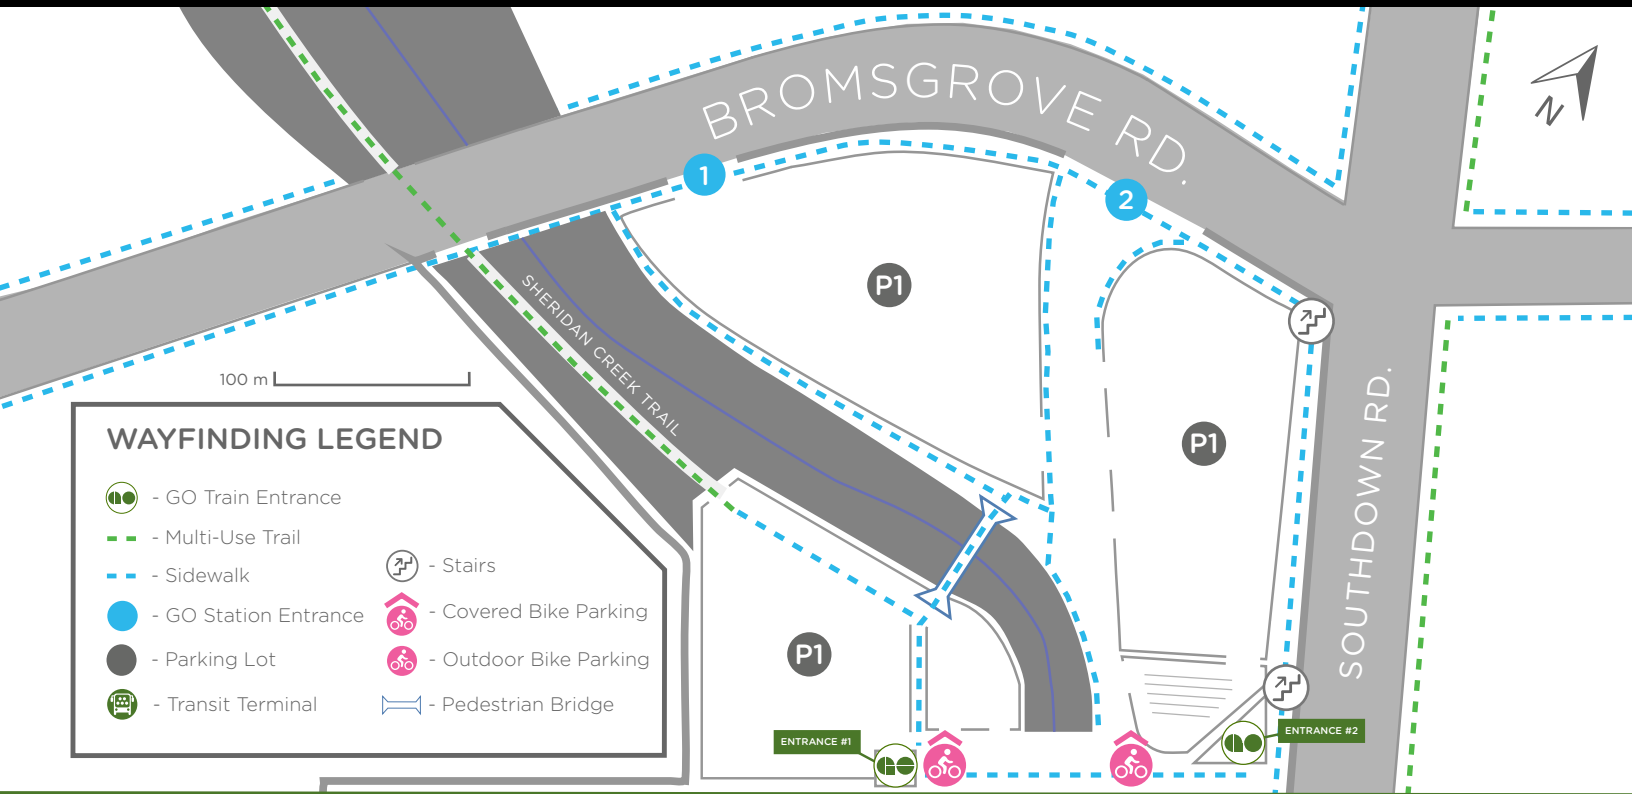 BROMSGROVE RD.
N
1
2
P1
SHERIDAN CREEK TRAIL
100 m
P1
SOUTHDOWN RD.
WAYFINDING LEGEND
- GO Train Entrance
- Multi-Use Trail
- Sidewalk
- GO Station Entrance
- Parking Lot
- Transit Terminal
- Stairs
- Covered Bike Parking
- Outdoor Bike Parking
- Pedestrian Bridge
P1
ENTRANCE #1
GO
ENTRANCE #2
GO